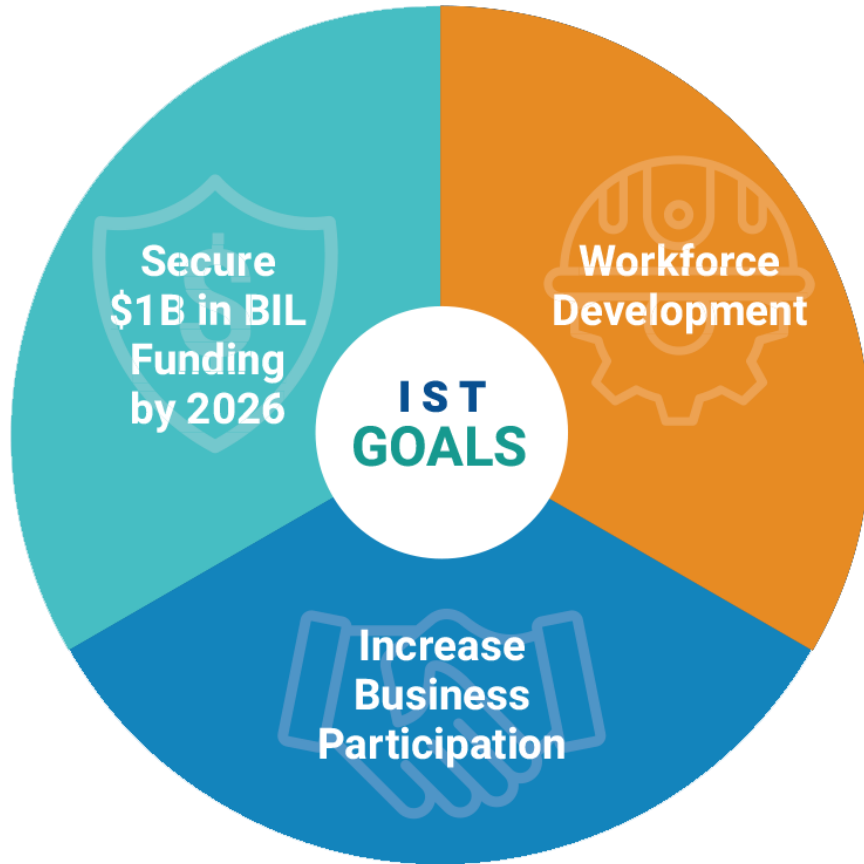 Secure
$1B in BIL
Funding
by 2026
Workforce
Development
IST
GOALS
Increase
Business
Participation